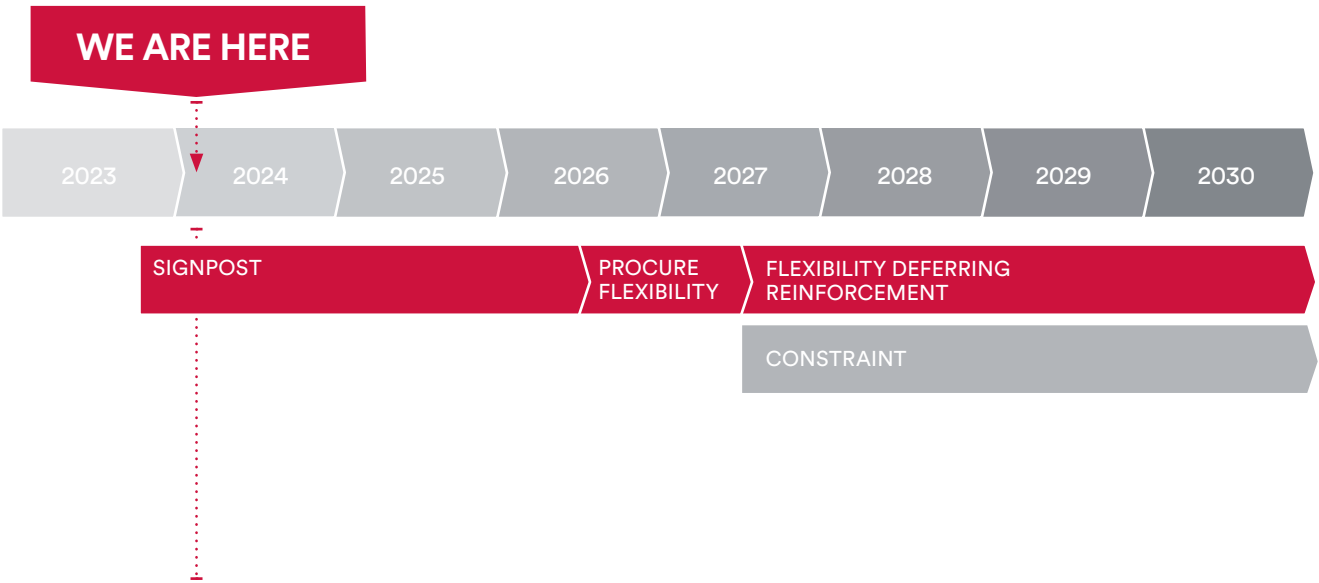 WE ARE HERE
2023 2024 2025 2026 2027 2028 2029 2030
SIGNPOST
PROCURE
FLEXIBILITY
FLEXIBILITY DEFERRING
REINFORCEMENT
CONSTRAINT